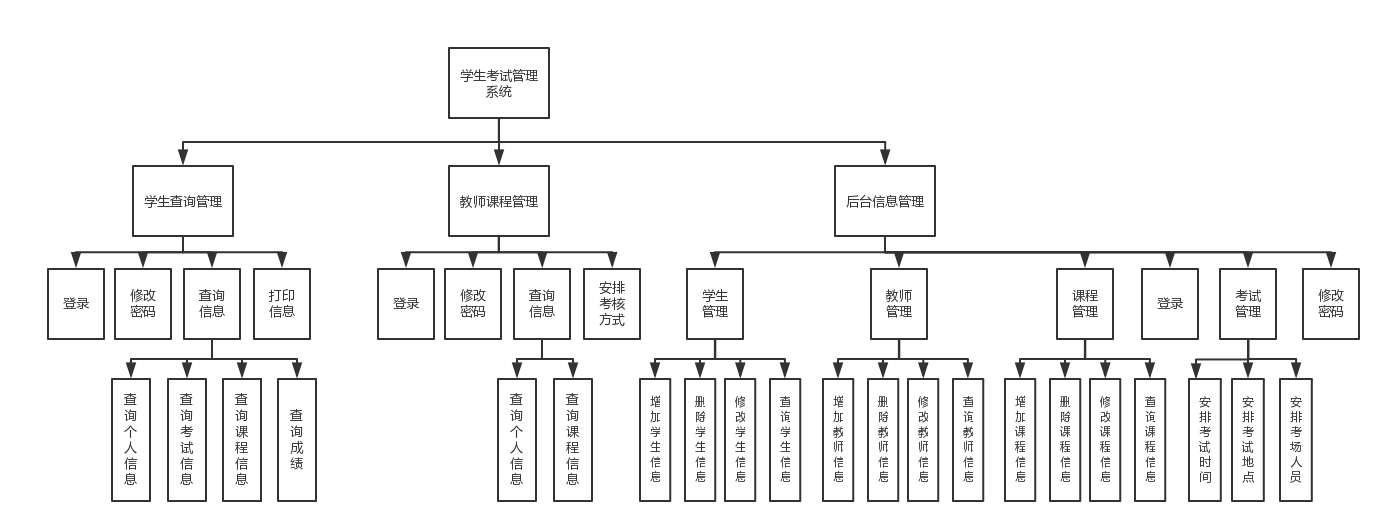 学生考试管理
系统
学生查询管理
教师课程管理
后台信息管理
登录
修改
密码
查询
信息
打印
信息
登录
修改
密码
查询
信息
安排
考核
方式
学生
管理
教师
管理
课程
管理
登录
考试
管理
修改
密码
查询个人信息
查询考试信息
查询课程信息
查询成绩
查询个人信息
查询课程信息
增加学生信息
删除学生信息
修改学生信息
查询学生信息
增加教师信息
删除教师信息
修改教师信息
查询教师信息
增加课程信息
删除课程信息
修改课程信息
查询课程信息
安排考试时间
安排考试地点
安排考场人员